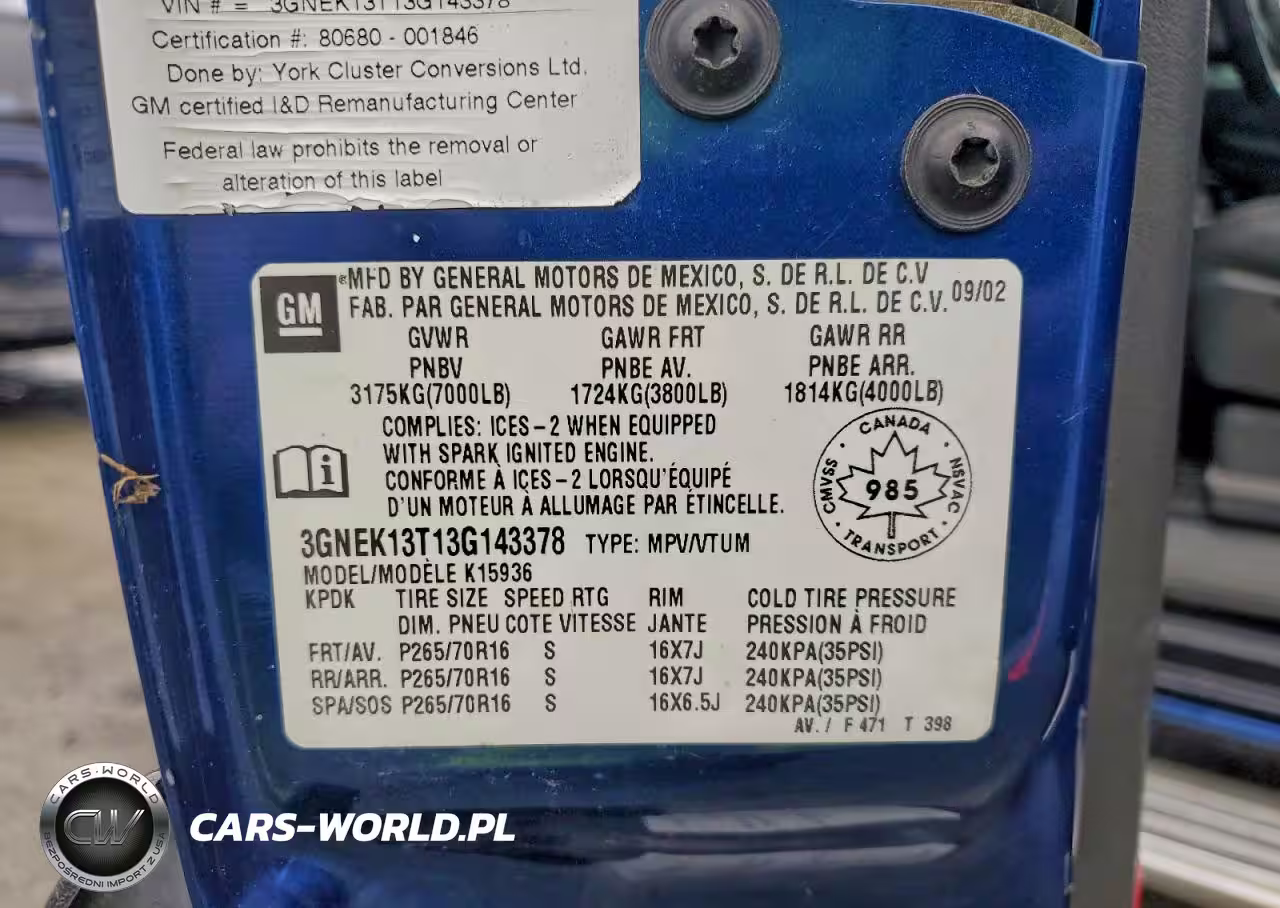 VIN # = 3GNEK13T13G143378
Certification #: 80680 - 001846
Done by: York Cluster Conversions Ltd.
GM certified I&D Remanufacturing Center
Federal law prohibits the removal or
alteration of this label
GM
®MFD BY GENERAL MOTORS DE MEXICO, S. DE R.L. DE C.V
FAB. PAR GENERAL MOTORS DE MEXICO, S. DE R.L. DE C.V. 09/02
GVWR GAWR FRT GAWR RR
PNBV PNBE AV. PNBE ARR.
3175KG(7000LB) 1724KG(3800LB) 1814KG(4000LB)
COMPLIES: ICES-2 WHEN EQUIPPED
WITH SPARK IGNITED ENGINE.
CONFORME À IÇES-2 LORSQU'ÉQUIPÉ
D'UN MOTEUR À ALLUMAGE PAR ÉTINCELLE.
CANADA
CMVSS 985 NSVAC
TRANSPORT
3GNEK13T13G143378 TYPE: MPV/VTUM
MODEL/MODÈLE K15936
KPDK TIRE SIZE SPEED RTG RIM COLD TIRE PRESSURE
DIM. PNEU COTE VITESSE JANTE PRESSION À FROID
FRT/AV. P265/70R16 S 16X7J 240KPA(35PSI)
RR/ARR. P265/70R16 S 16X7J 240KPA(35PSI)
SPA/SOS P265/70R16 S 16X6.5J 240KPA(35PSI)
AV. / F 471 T 398
CARS-WORLD
CW
BEZPOŚREDNI IMPORT Z USA
CARS-WORLD.PL